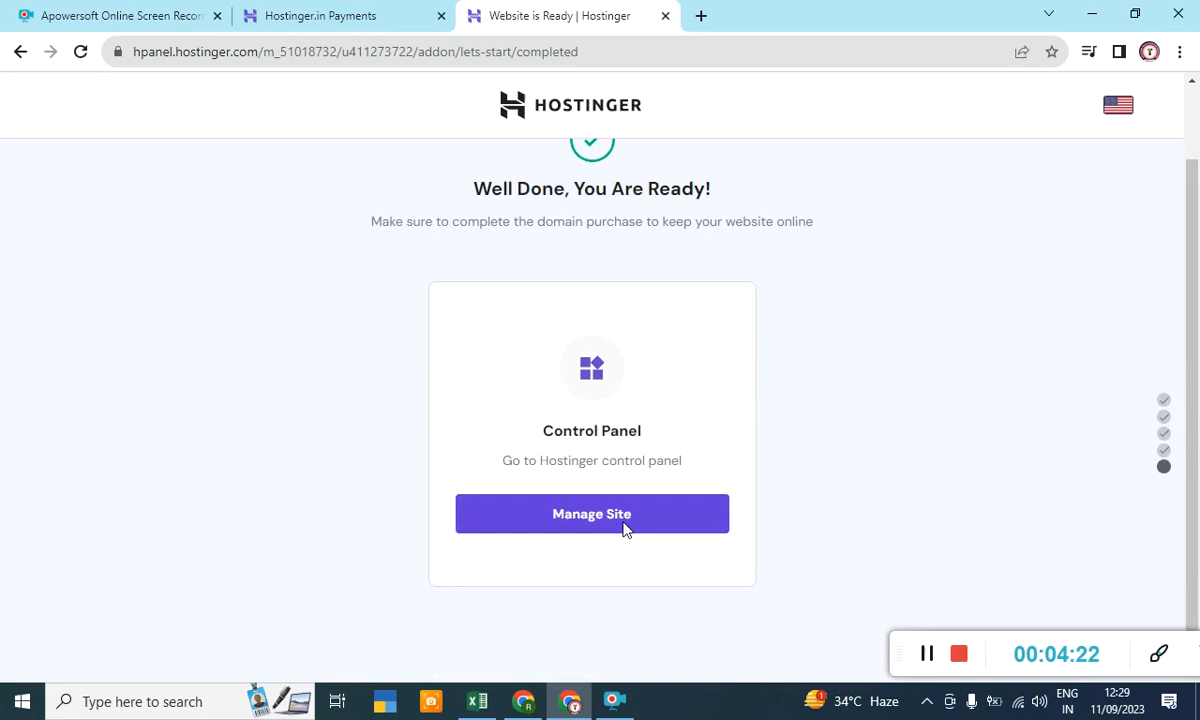 Apowersoft Online Screen Recor
Hostinger.in Payments
Website is Ready | Hostinger
hpanel.hostinger.com/m_51018732/u411273722/addon/lets-start/completed
HOSTINGER
Well Done, You Are Ready!
Make sure to complete the domain purchase to keep your website online
Control Panel
Go to Hostinger control panel
Manage Site
00:04:22
Type here to search
1
34°C Haze
ENG
IN
12:29
11/09/2023